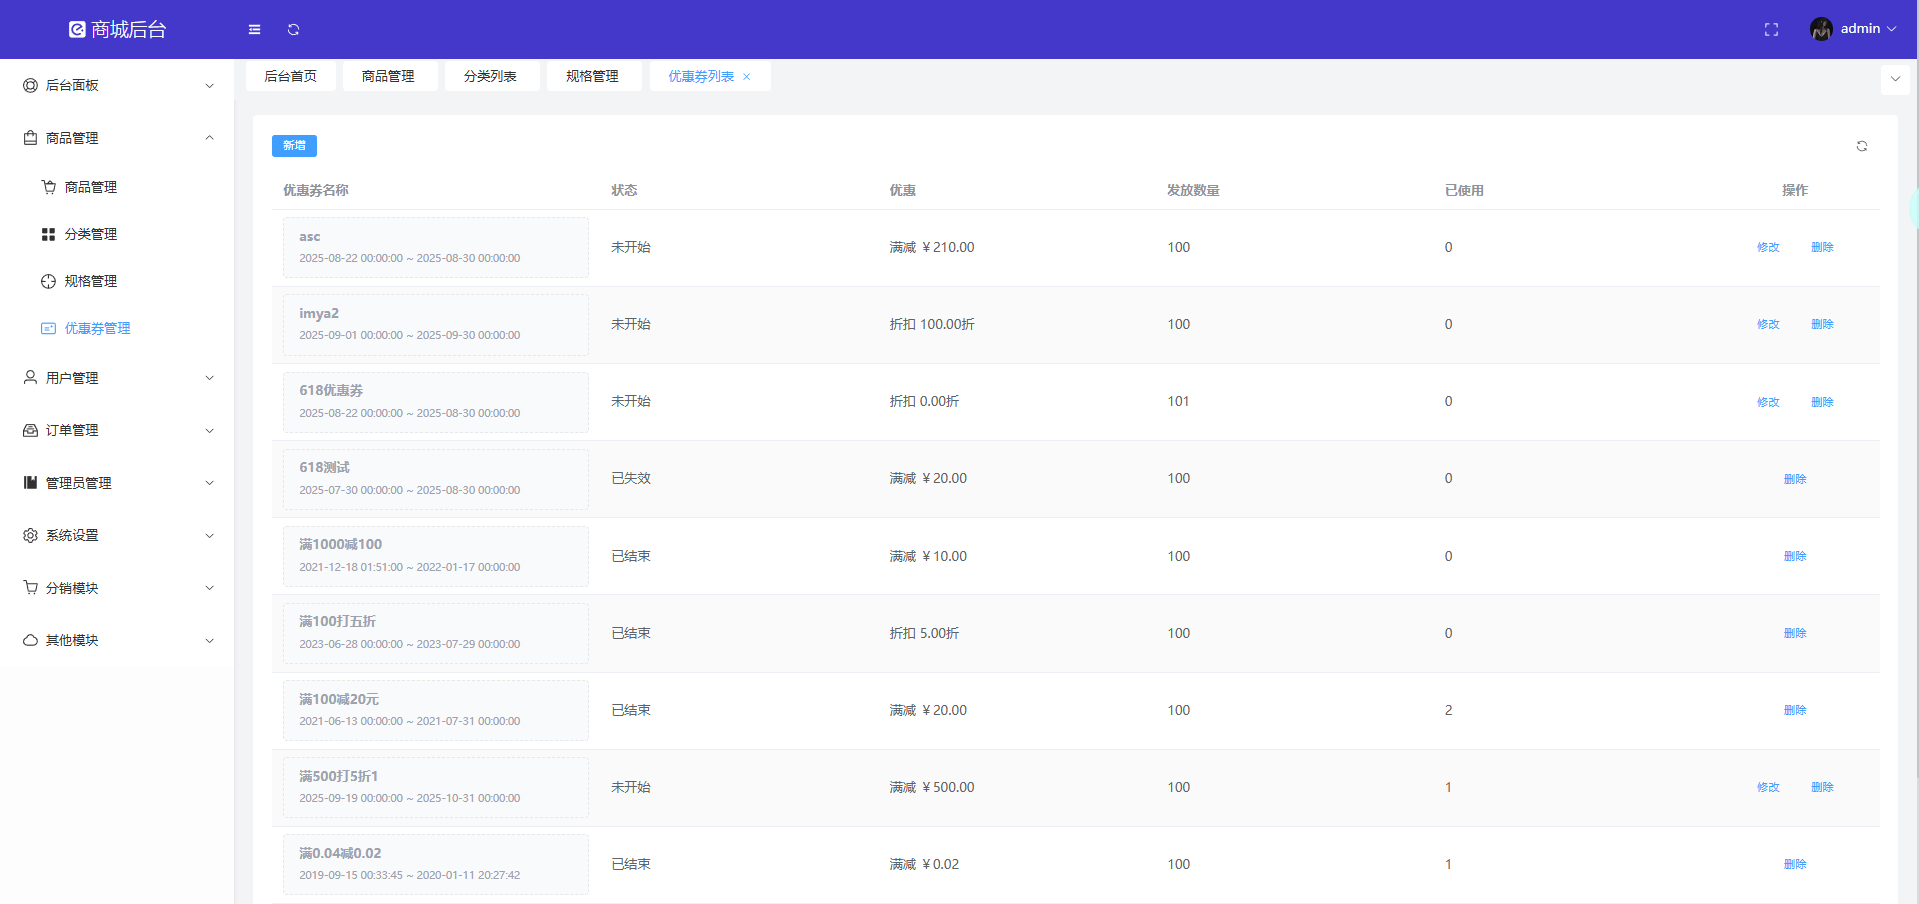 商城后台
admin
后台首页 商品管理 分类列表 规格管理 优惠券列表
后台面板
商品管理
商品管理
分类管理
规格管理
优惠券管理
用户管理
订单管理
管理员管理
系统设置
分销模块
其他模块
新增
优惠券名称 状态 优惠 发放数量 已使用 操作
asc
2025-08-22 00:00:00 ~ 2025-08-30 00:00:00
未开始 满减 ￥210.00 100 0 修改 删除
imya2
2025-09-01 00:00:00 ~ 2025-09-30 00:00:00
未开始 折扣 100.00折 100 0 修改 删除
618优惠券
2025-08-22 00:00:00 ~ 2025-08-30 00:00:00
未开始 折扣 0.00折 101 0 修改 删除
618测试
2025-07-30 00:00:00 ~ 2025-08-30 00:00:00
已失效 满减 ￥20.00 100 0 删除
满1000减100
2021-12-18 01:51:00 ~ 2022-01-17 00:00:00
已结束 满减 ￥10.00 100 0 删除
满100打五折
2023-06-28 00:00:00 ~ 2023-07-29 00:00:00
已结束 折扣 5.00折 100 0 删除
满100减20元
2021-06-13 00:00:00 ~ 2021-07-31 00:00:00
已结束 满减 ￥20.00 100 2 删除
满500打5折1
2025-09-19 00:00:00 ~ 2025-10-31 00:00:00
未开始 满减 ￥500.00 100 1 修改 删除
满0.04减0.02
2019-09-15 00:33:45 ~ 2020-01-11 20:27:42
已结束 满减 ￥0.02 100 1 删除